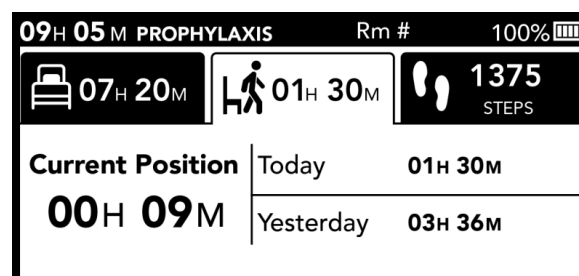 09H 05 M PROPHYLAXIS Rm # 100%
07H 20M 01H 30M 1375
STEPS
Current Position Today 01H 30M
00H 09M Yesterday 03H 36M